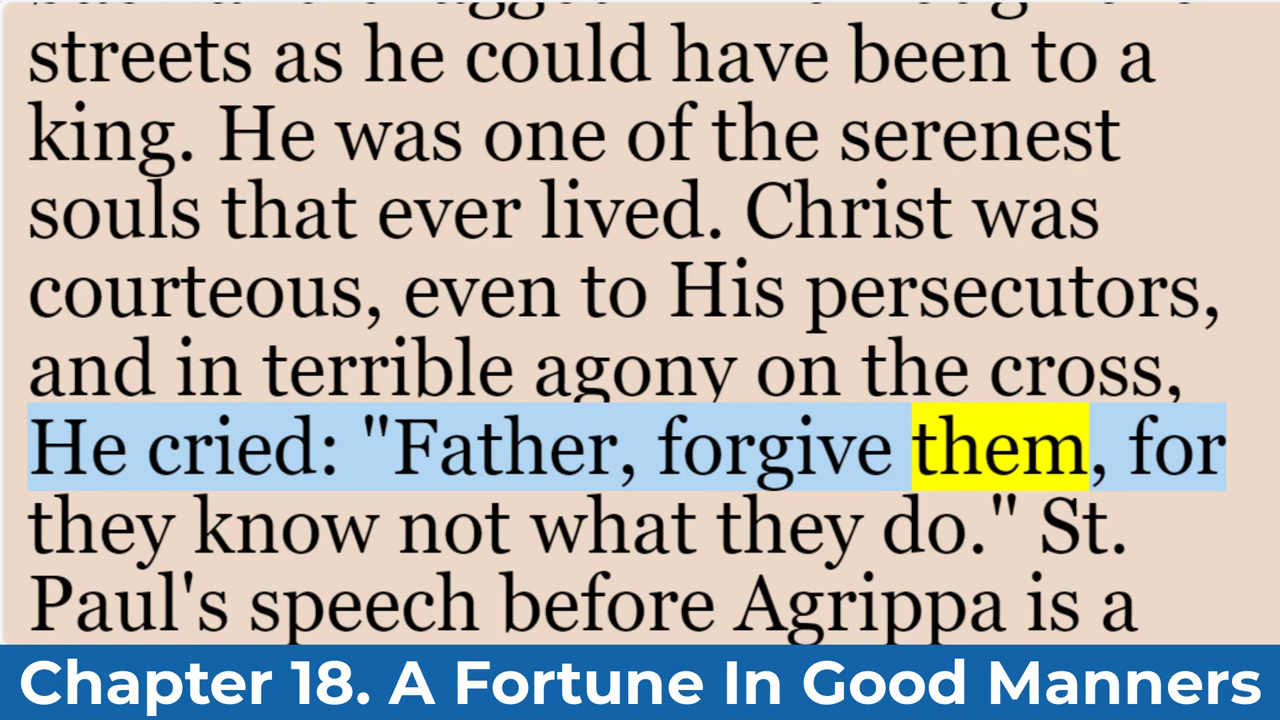 streets as he could have been to a
king. He was one of the serenest
souls that ever lived. Christ was
courteous, even to His persecutors,
and in terrible agony on the cross,
He cried: "Father, forgive them, for
they know not what they do." St.
Paul's speech before Agrippa is a
Chapter 18. A Fortune In Good Manners